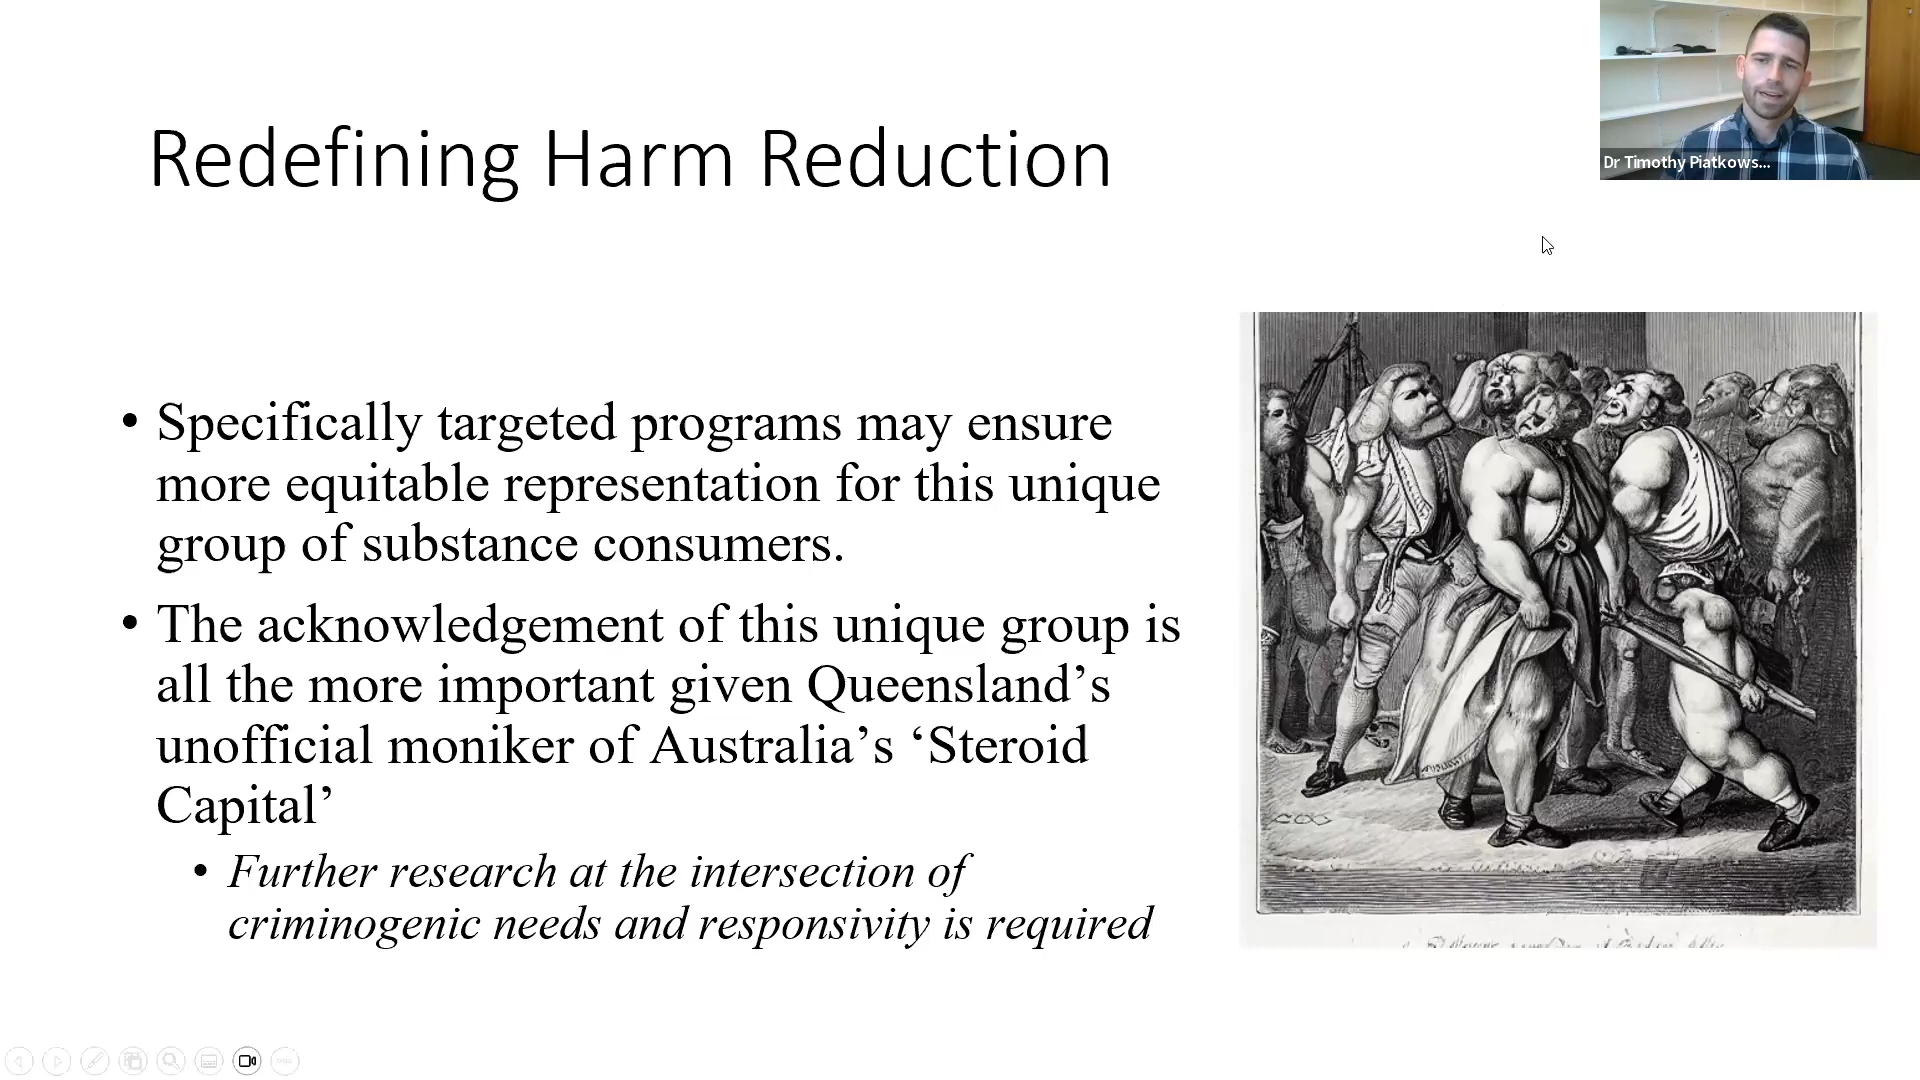 Redefining Harm Reduction
Dr Timothy Piatkows...
• Specifically targeted programs may ensure
more equitable representation for this unique
group of substance consumers.
• The acknowledgement of this unique group is
all the more important given Queensland’s
unofficial moniker of Australia’s ‘Steroid
Capital’
• Further research at the intersection of
criminogenic needs and responsivity is required